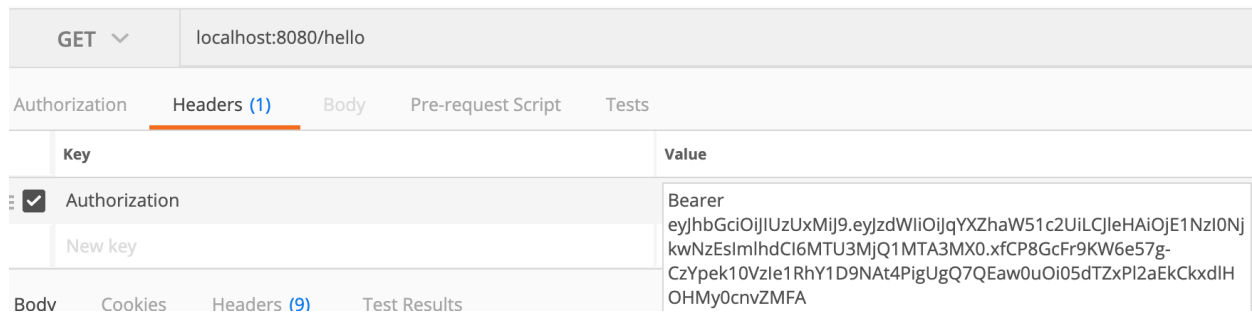 GET localhost:8080/hello
Authorization Headers (1) Body Pre-request Script Tests
Key Value
Authorization
New key
Bearer
eyJhbGciOiJIUzUxMiJ9.eyJzdWIiOiJqYXZhaW51c2UiLCJleHAiOjE1NzI0Nj
kwNzEsImlhdCI6MTU3MjQ1MTA3MX0.xfCP8GcFr9KW6e57g-
CzYpek10VzIe1RhY1D9NAt4PigUgQ7QEaw0uOi05dTZxPl2aEkCkxdlH
OHMy0cnvZMFA
Body Cookies Headers (9) Test Results